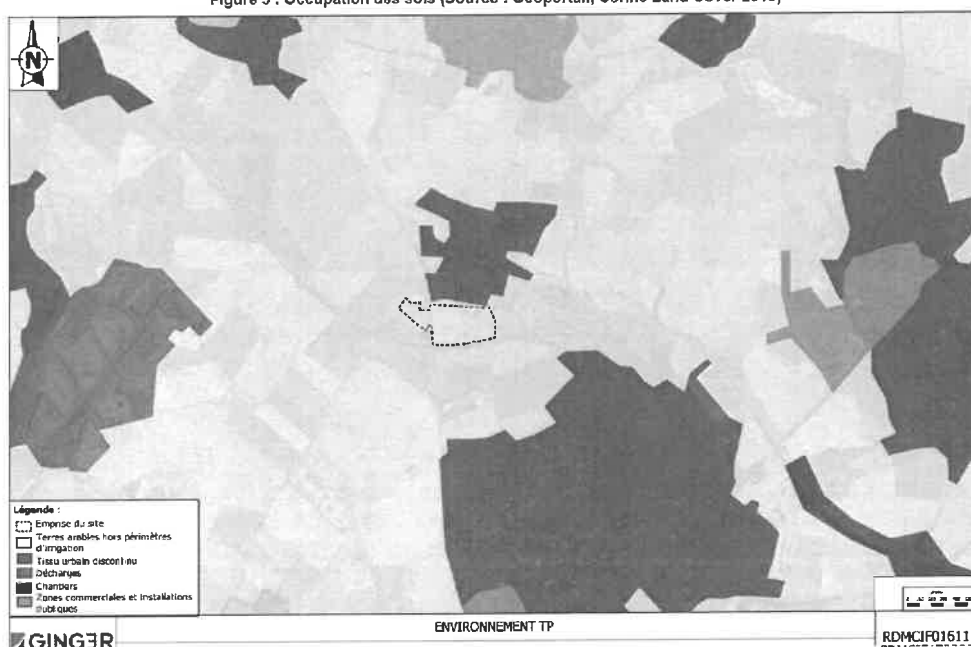 Figure 5 : Occupation des sols (Source : Géoportail, Corine Land Cover 2018)
N
Légende :
Emprise du site
Terres arables hors périmètres
d'irrigation
Tissu urbain discontinu
Décharges
Chantiers
Zones commerciales et installations
publiques
ENVIRONNEMENT TP
GINGER
RDMCIF01611